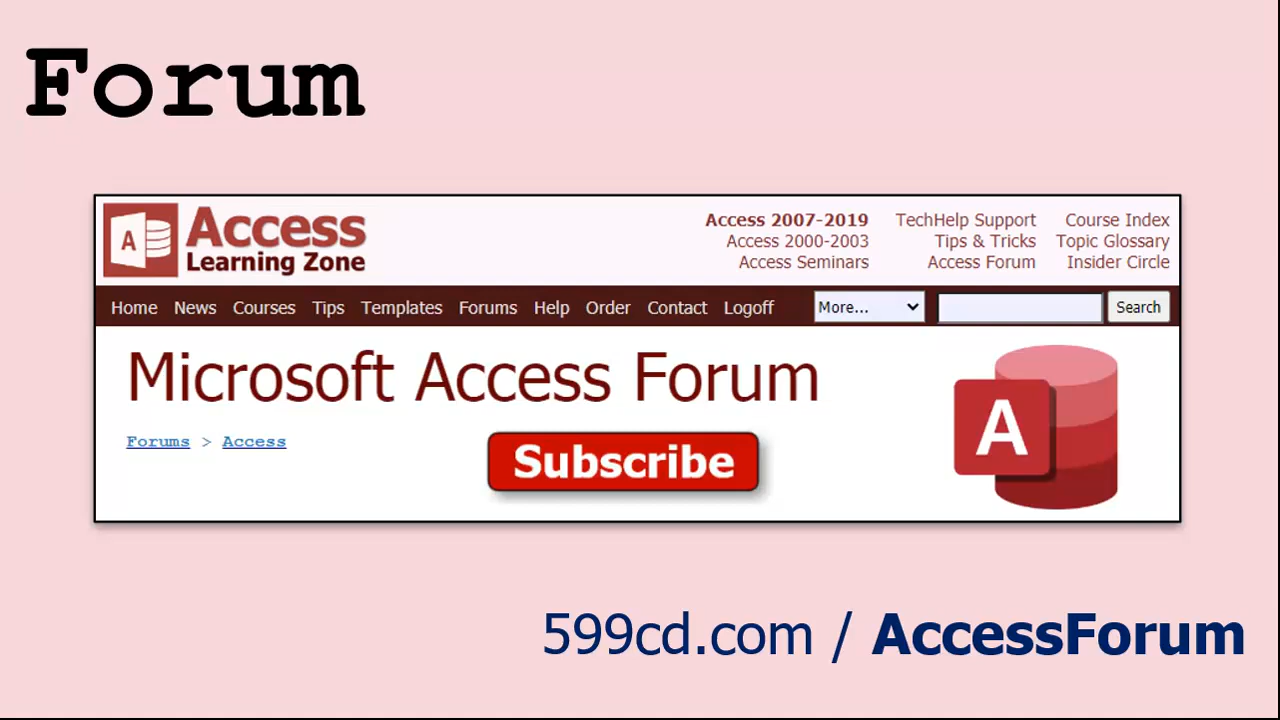 Forum
A
Access
Learning Zone
Access 2007-2019 TechHelp Support Course Index
Access 2000-2003 Tips & Tricks Topic Glossary
Access Seminars Access Forum Insider Circle
Home News Courses Tips Templates Forums Help Order Contact Logoff More... Search
Microsoft Access Forum
Forums > Access
Subscribe
A
599cd.com / AccessForum